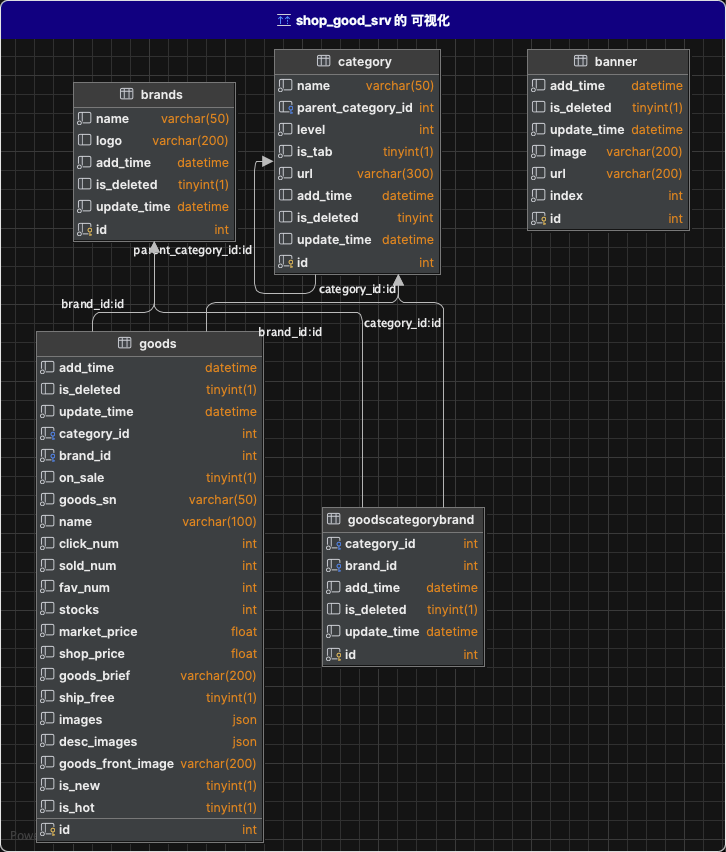 shop_good_srv 的 可视化
brands
name varchar(50)
logo varchar(200)
add_time datetime
is_deleted tinyint(1)
update_time datetime
id int
category
name varchar(50)
parent_category_id int
level int
is_tab tinyint(1)
url varchar(300)
add_time datetime
is_deleted tinyint
update_time datetime
id int
banner
add_time datetime
is_deleted tinyint(1)
update_time datetime
image varchar(200)
url varchar(200)
index int
id int
parent_category_id:id
category_id:id
brand_id:id
brand_id:id
category_id:id
goods
add_time datetime
is_deleted tinyint(1)
update_time datetime
category_id int
brand_id int
on_sale tinyint(1)
goods_sn varchar(50)
name varchar(100)
click_num int
sold_num int
fav_num int
stocks int
market_price float
shop_price float
goods_brief varchar(200)
ship_free tinyint(1)
images json
desc_images json
goods_front_image varchar(200)
is_new tinyint(1)
is_hot tinyint(1)
id int
goodscategorybrand
category_id int
brand_id int
add_time datetime
is_deleted tinyint(1)
update_time datetime
id int